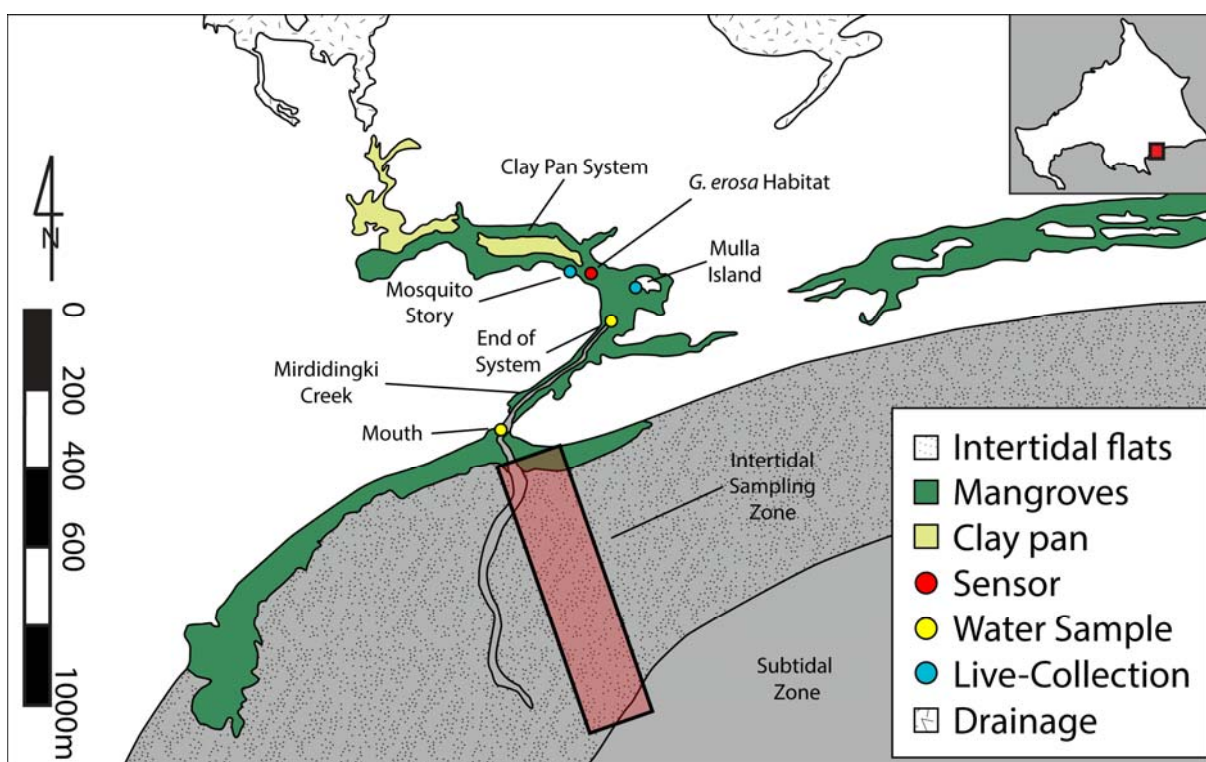 Clay Pan System
G. erosa Habitat
Mulla
Island
Mosquito
Story
End of
System
Mirdidingki
Creek
Mouth
Intertidal
Sampling
Zone
Subtidal
Zone
N
0
200
400
600
1000m
Intertidal flats
Mangroves
Clay pan
Sensor
Water Sample
Live-Collection
Drainage